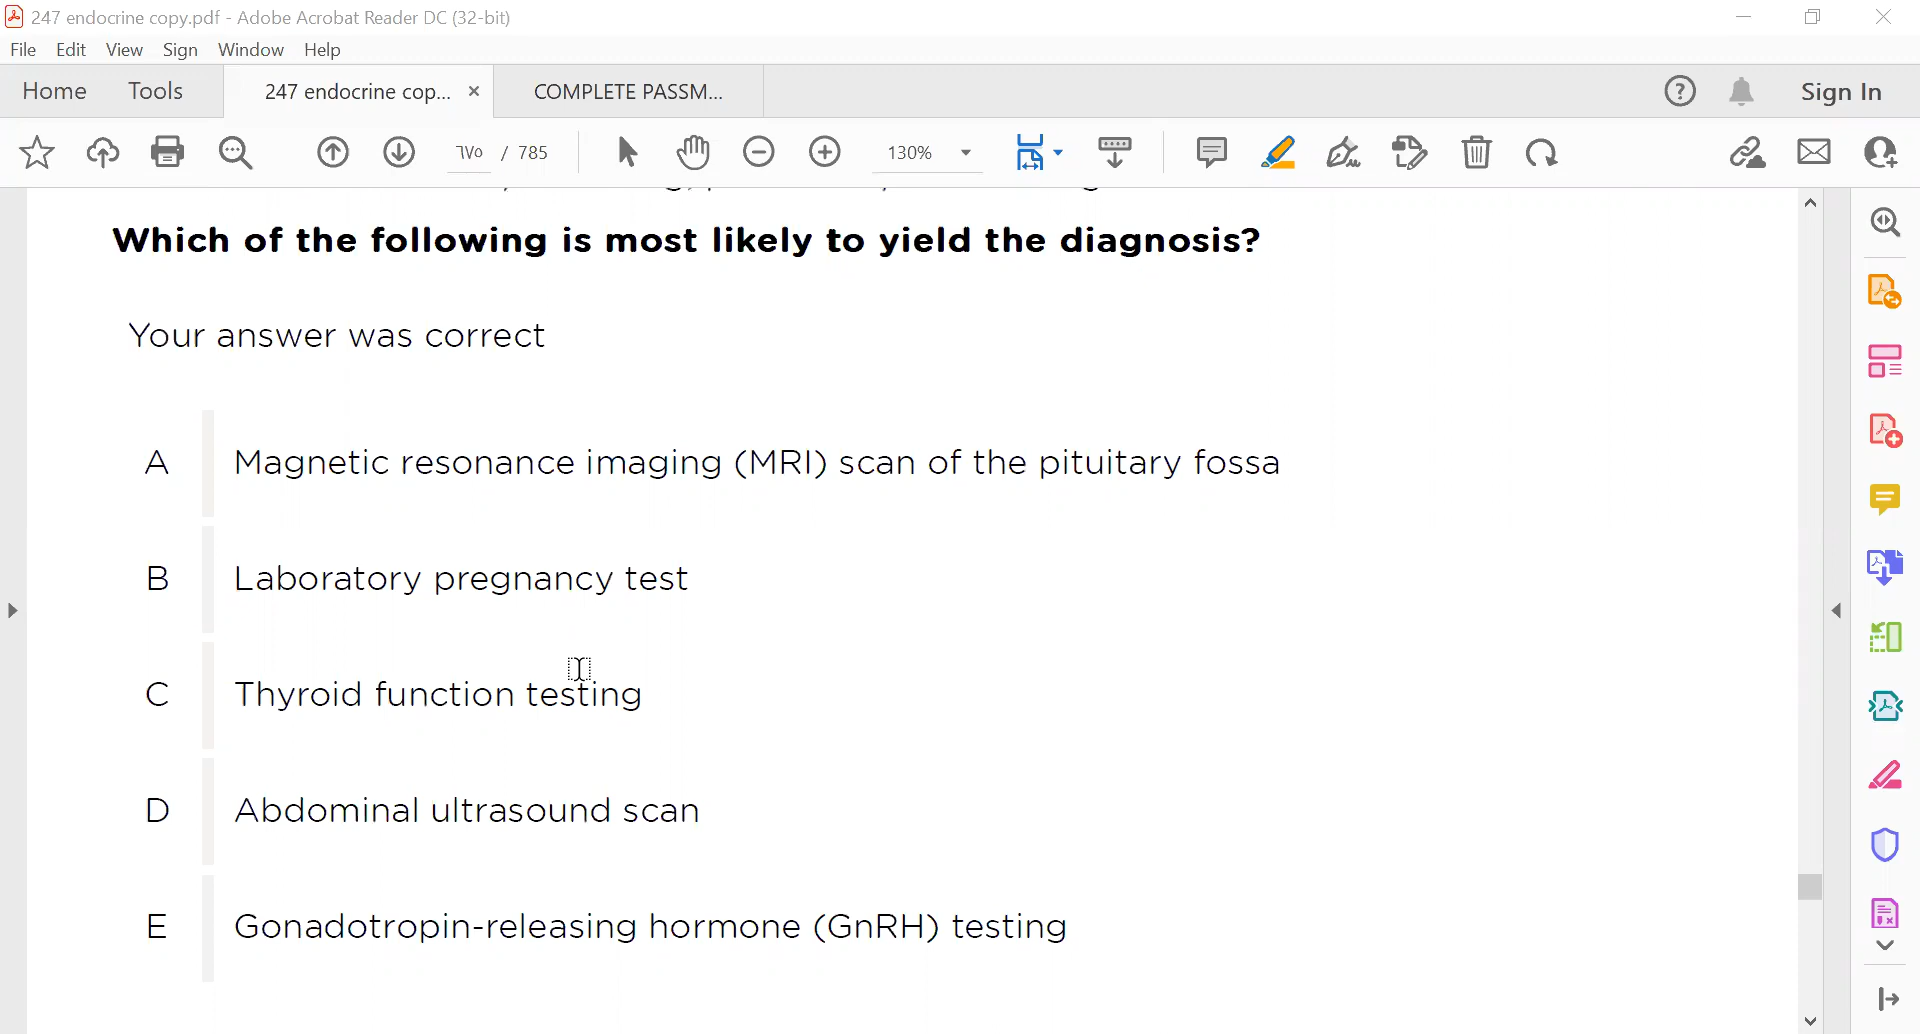 247 endocrine copy.pdf - Adobe Acrobat Reader DC (32-bit)
File Edit View Sign Window Help
Home Tools 247 endocrine cop... × COMPLETE PASSM... Sign In
/ 785 130%
Which of the following is most likely to yield the diagnosis?
Your answer was correct
A Magnetic resonance imaging (MRI) scan of the pituitary fossa
B Laboratory pregnancy test
C Thyroid function testing
D Abdominal ultrasound scan
E Gonadotropin-releasing hormone (GnRH) testing